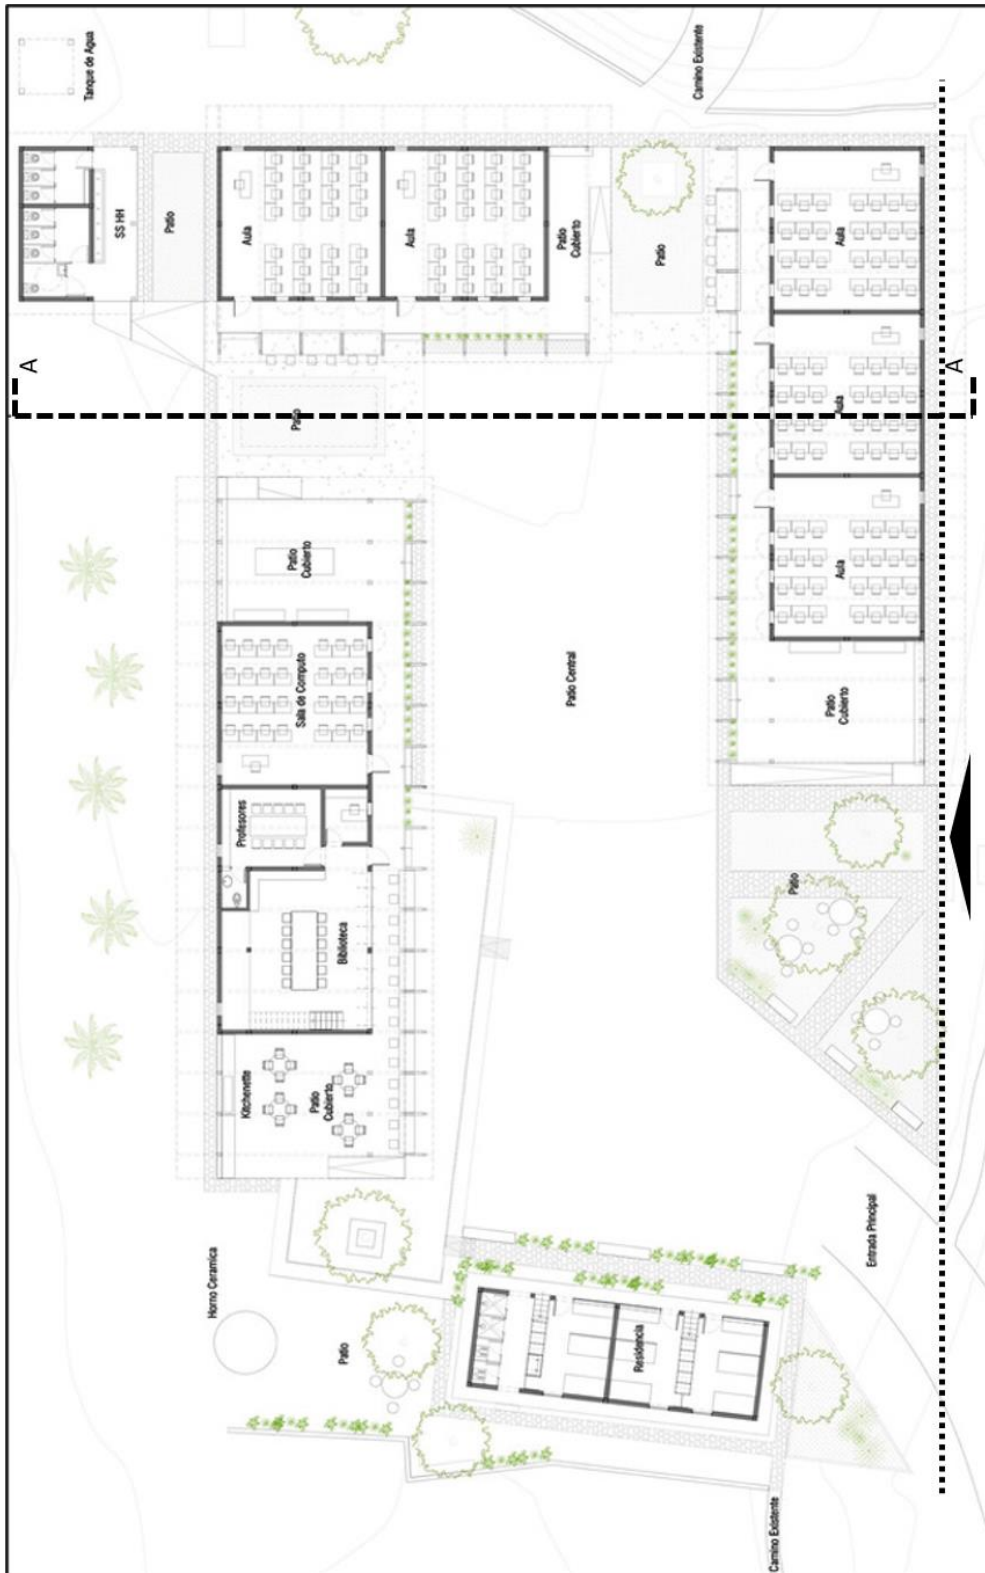 Tanque de Agua
Camino Existente
SS HH
Patio
Aula
Aula
Patio
Cubierto
Patio
Aula
A
A
Patio
Aula
Patio
Cubierto
Aula
Sala de Computo
Patio Central
Patio
Cubierto
Profesores
Patio
Biblioteca
Kitchenette
Patio
Cubierto
Entrada Principal
Horno Ceramica
Patio
Residencia
Camino Existente